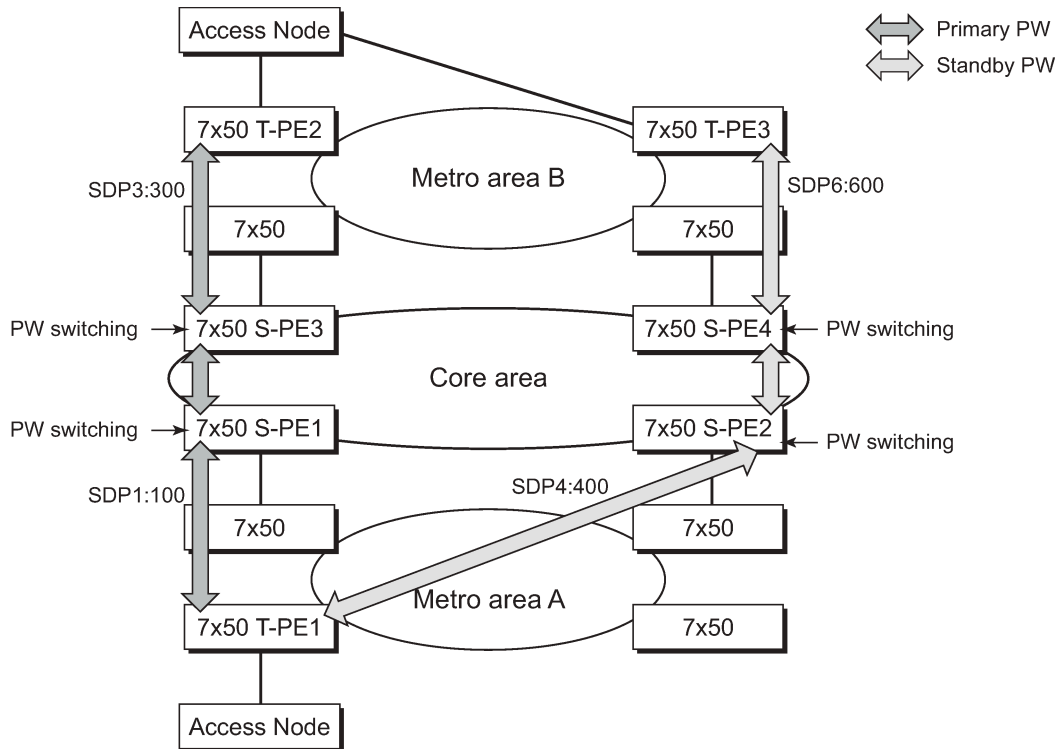 Access Node
Primary PW
Standby PW
7x50 T-PE2
7x50 T-PE3
Metro area B
SDP3:300
SDP6:600
7x50
7x50
PW switching
7x50 S-PE3
7x50 S-PE4
PW switching
Core area
PW switching
7x50 S-PE1
7x50 S-PE2
PW switching
SDP1:100
SDP4:400
7x50
7x50
Metro area A
7x50 T-PE1
7x50
Access Node